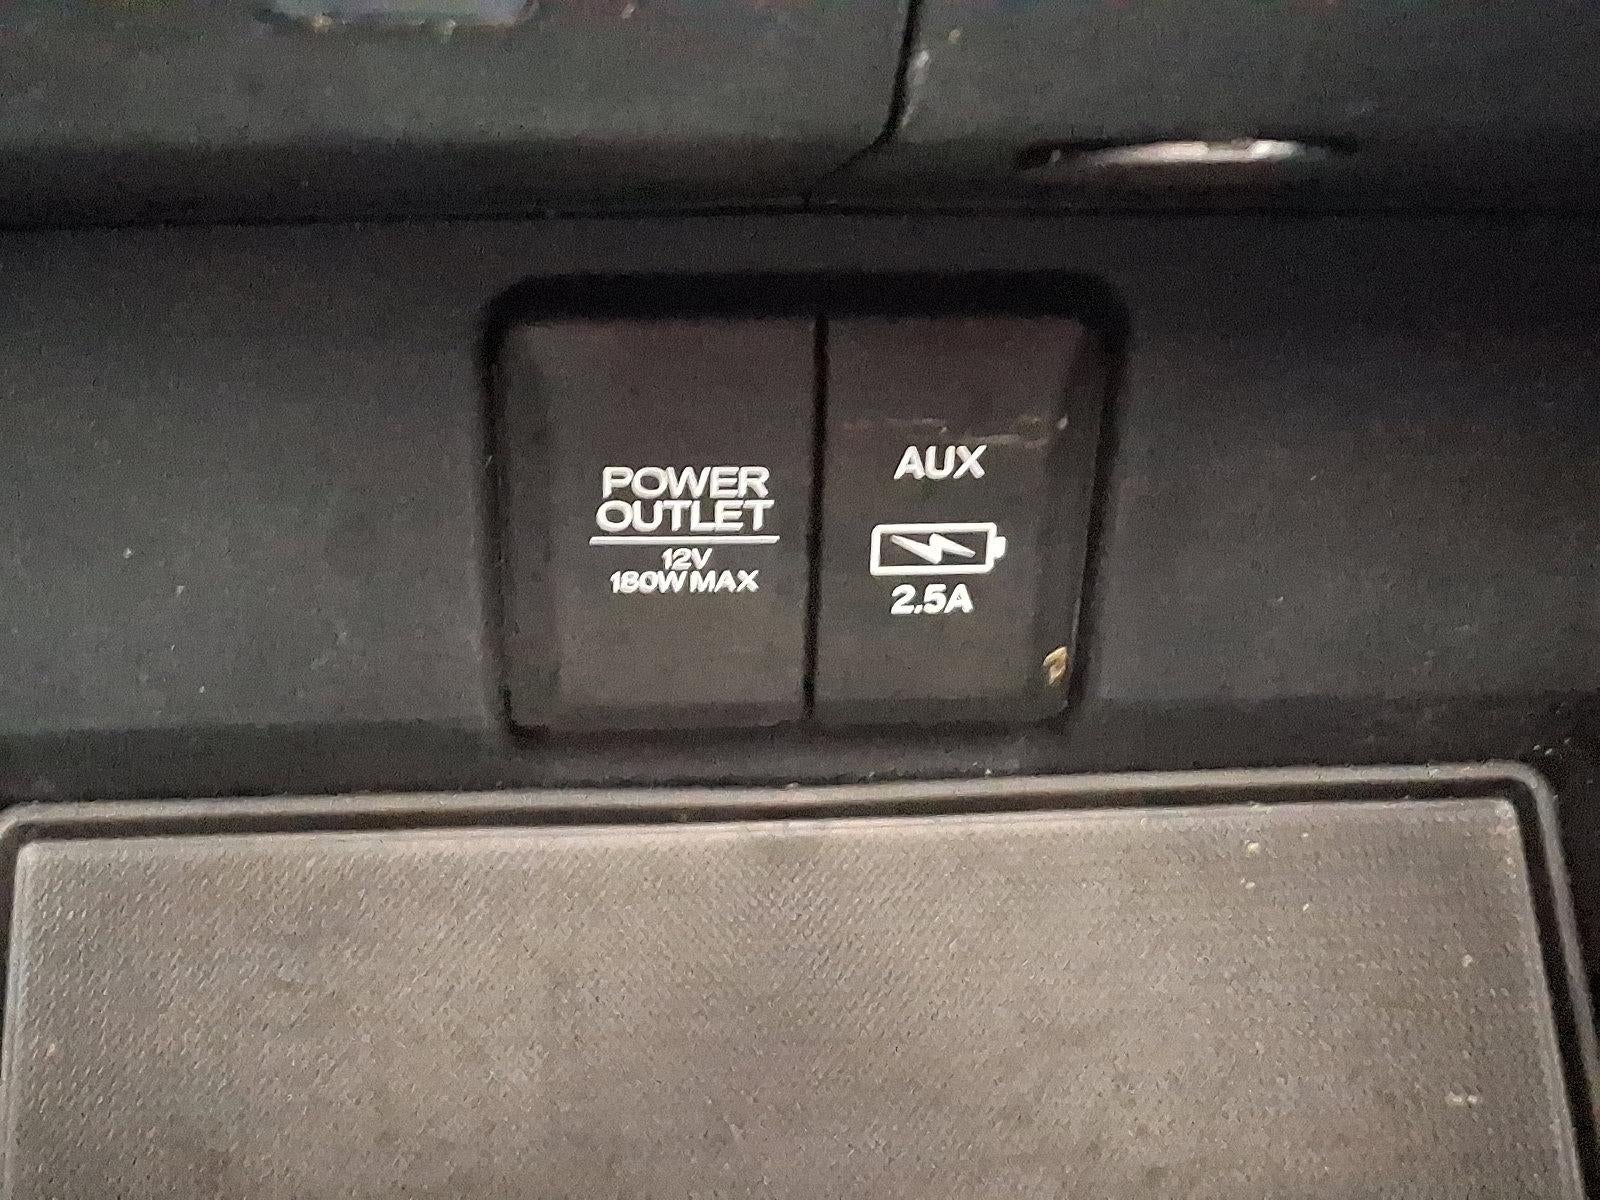 POWER
OUTLET
12V
180W MAX
AUX
2.5A